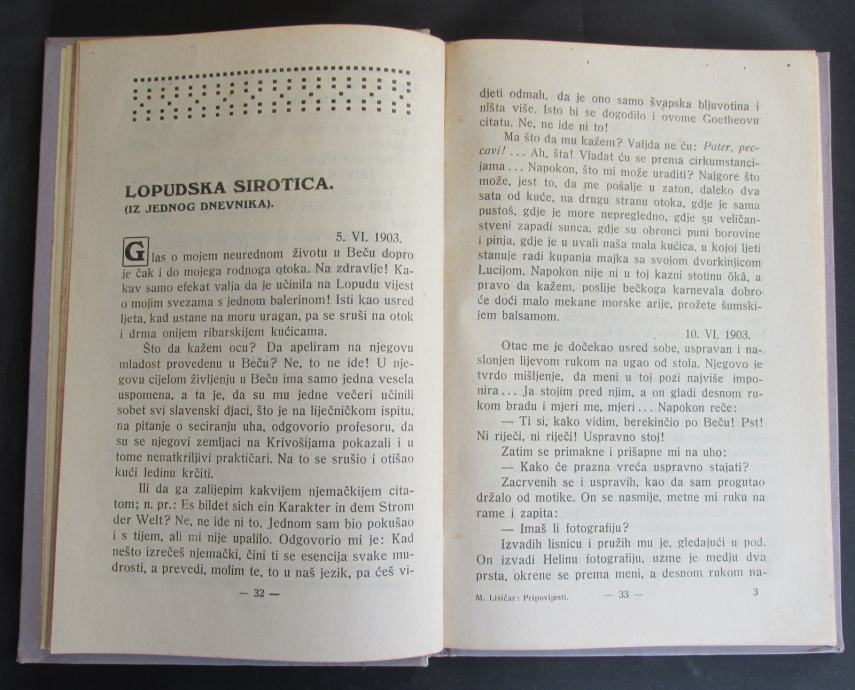 LOPUDSKA SIROTICA.
(IZ JEDNOG DNEVNIKA).
5. VI. 1903.
Glas o mojem neurednom životu u Beču dopro
je čak i do mojega rodnoga otoka. Na zdravlje! Ka-
kav samo efekat valja da je učinila na Lopudu vijest
o mojim svezama s jednom balerinom! Isti kao usred
ljeta, kad ustane na moru uragan, pa se sruši na otok
i drma onijem ribarskijem kućicama.
Što da kažem ocu? Da apeliram na njegovu
mladost provedenu u Beču? Ne, to ne ide! U nje-
govu cijelom življenju u Beču ima samo jedna vesela
uspomena, a ta je, da su mu jedne večeri učinili
sobet svi slavenski djaci, što je na liječničkom ispitu,
na pitanje o seciranju uha, odgovorio profesoru, da
su se njegovi zemljaci na Krivošijama pokazali i u
tome nenatkriljivi praktičari. Na to se srušio i otišao
kući ledinu krčiti.
Ili da ga zalijepim kakvijem njemačkijem cita-
tom; n. pr.: Es bildet sich ein Karakter in dem Strom
der Welt? Ne, ne ide ni to. Jednom sam bio pokušao
i s tijem, ali mi nije upalilo. Odgovorio mi je: Kad
nešto izrečeš njemački, čini ti se esencija svake mu-
drosti, a prevedi, molim te, to u naš jezik, pa ćeš vi-
— 32 —
djeti odmah, da je ono samo švapska bljuvotina i
ništa više. Isto bi se dogodilo i ovome Goetheovu
citatu. Ne, ne ide ni to!
Ma što da mu kažem? Valjda ne ću: Pater, pec-
cavi! ... Ah, šta! Vladat ću se prema cirkumstanci-
jama ... Napokon, što mi može uraditi? Najgore što
može, jest to, da me pošalje u zaton, daleko dva
sata od kuće, na drugu stranu otoka, gdje je sama
pustoš, gdje je more nepregledno, gdje su veličan-
stveni zapadi sunca, gdje su obronci puni borovine
i pinja, gdje je u uvali naša mala kućica, u kojoj ljeti
stanuje radi kupanja majka sa svojom dvorkinjicom
Lucijom. Napokon nije ni u toj kazni stotinu ôkâ, a
pravo da kažem, poslije bečkoga karnevala dobro
će doći malo mekane morske arije, prožete šumski-
jem balsamom.
10. VI. 1903.
Otac me je dočekao usred sobe, uspravan i na-
slonjen lijevom rukom na ugao od stola. Njegovo je
tvrdo mišljenje, da meni u toj pozi najviše impo-
nira ... Ja stojim pred njim, a on gladi desnom ru-
kom bradu i mjeri me, mjeri ... Napokon reče:
— Ti si, kako vidim, berekinčio po Beču! Pst!
Ni riječi, ni riječi! Uspravno stoj!
Zatim se primakne i prišapne mi na uho:
— Kako će prazna vreća uspravno stajati?
Zacrvenih se i uspravih, kao da sam progutao
držalo od motike. On se nasmije, metne mi ruku na
rame i zapita:
— Imaš li fotografiju?
Izvadih lisnicu i pružih mu je, gledajući u pod.
On izvadi Helinu fotografiju, uzme je medju dva
prsta, okrene se prema meni, a desnom rukom na-
M. Lisičar: Pripovijesti.
— 33 —
3